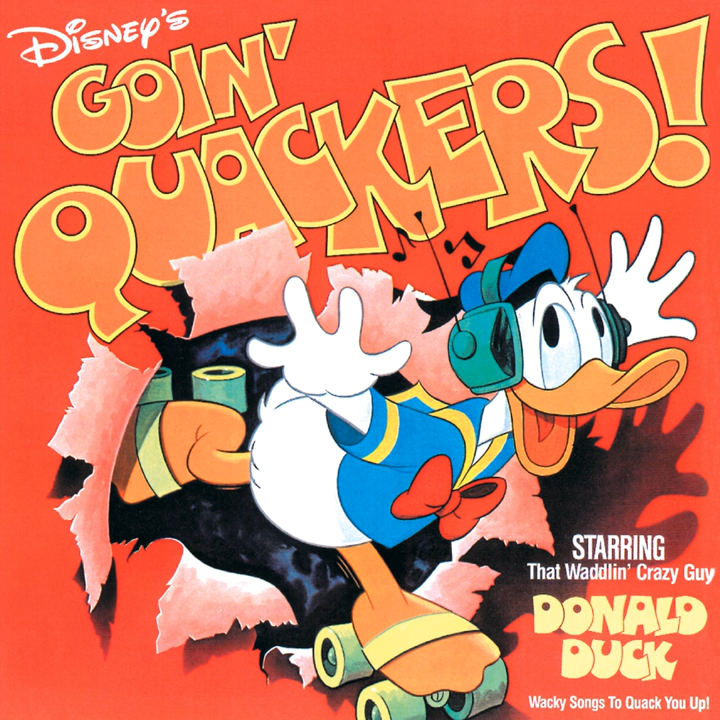 DISNEY'S
GOIN'
QUACKERS!
STARRING
That Waddlin' Crazy Guy
DONALD
DUCK
Wacky Songs To Quack You Up!